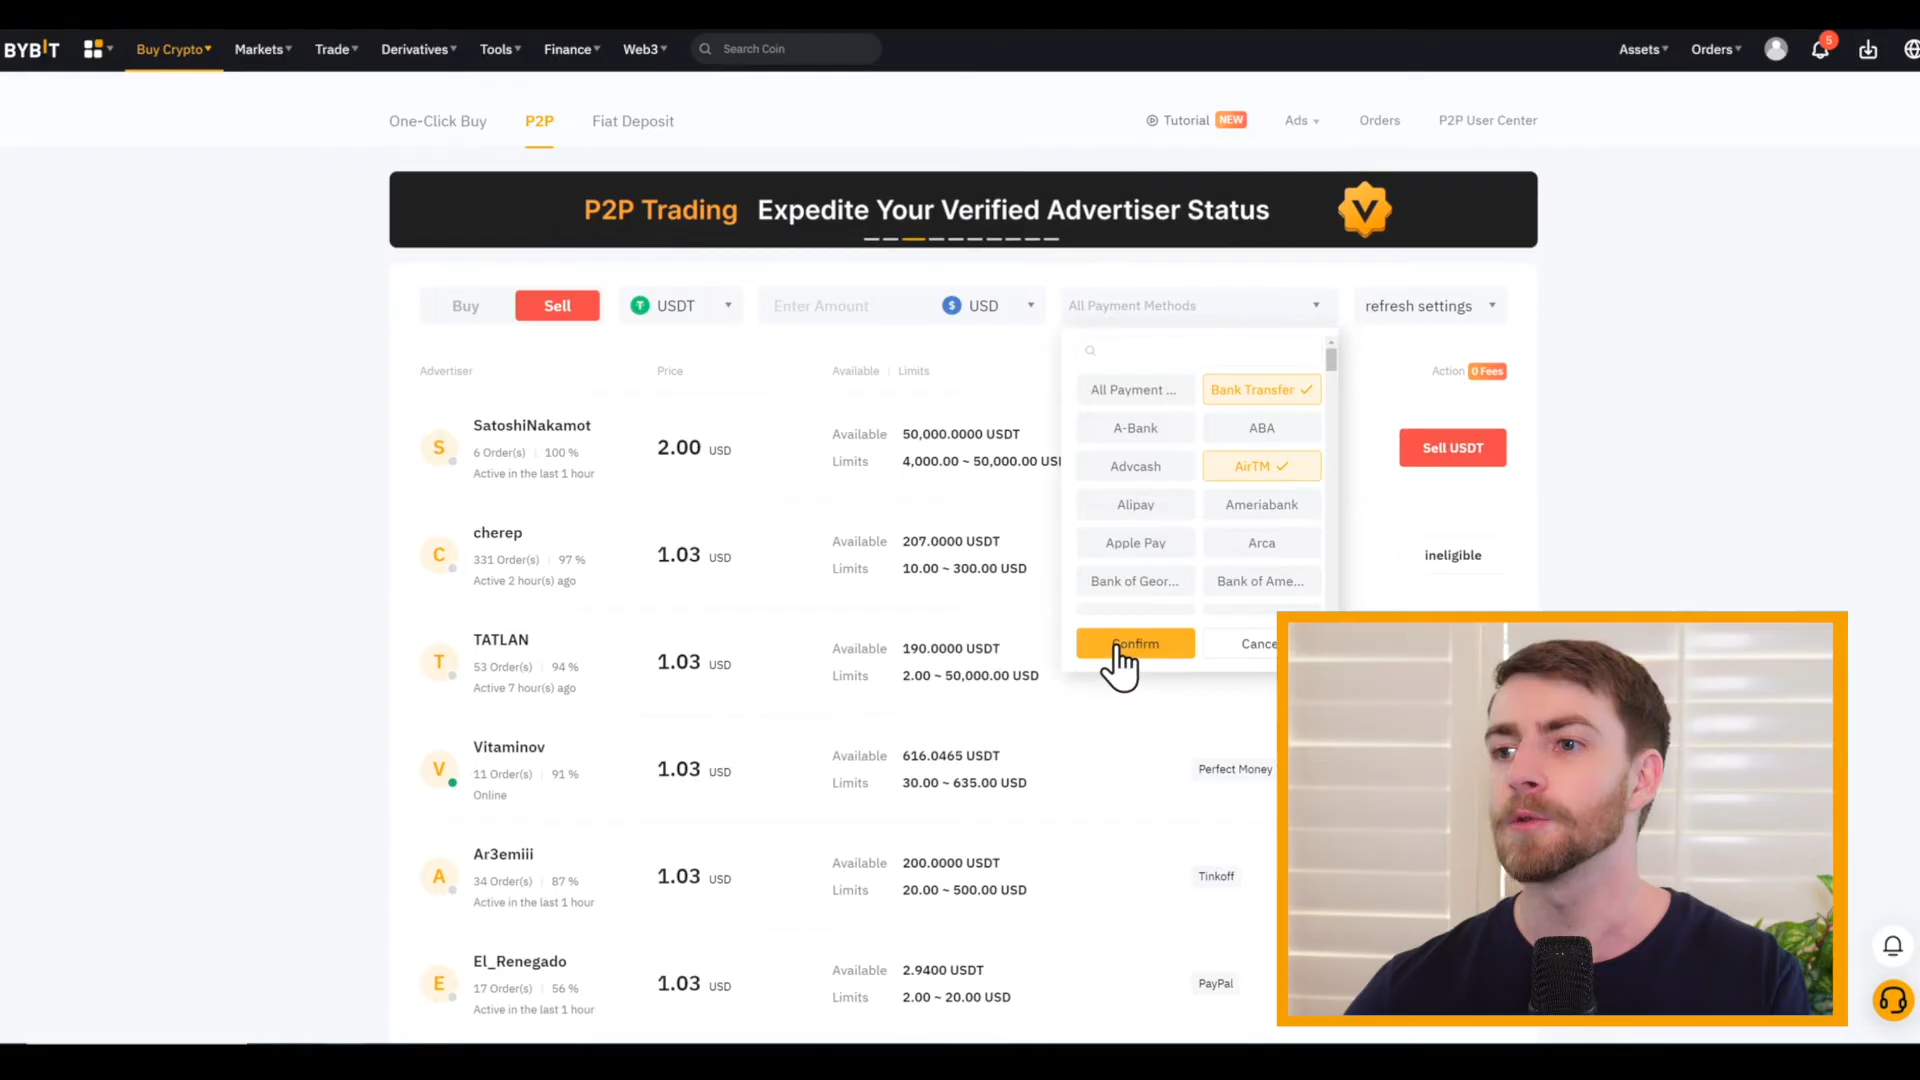 BYBIT Buy Crypto Markets Trade Derivatives Tools Finance Web3 Search Coin Assets Orders 5
One-Click Buy P2P Fiat Deposit Tutorial NEW Ads Orders P2P User Center
P2P Trading Expedite Your Verified Advertiser Status V
Buy Sell T USDT Enter Amount $ USD All Payment Methods refresh settings
Advertiser Price Available | Limits Action 0 Fees
All Payment ... Bank Transfer
A-Bank ABA
Advcash AirTM
Alipay Ameriabank
Apple Pay Arca
Bank of Geor... Bank of Ame...
Confirm Cance
S SatoshiNakamot
6 Order(s) | 100 %
Active in the last 1 hour
2.00 USD
Available 50,000.0000 USDT
Limits 4,000.00 ~ 50,000.00 USI
Sell USDT
C cherep
331 Order(s) | 97 %
Active 2 hour(s) ago
1.03 USD
Available 207.0000 USDT
Limits 10.00 ~ 300.00 USD
ineligible
T TATLAN
53 Order(s) | 94 %
Active 7 hour(s) ago
1.03 USD
Available 190.0000 USDT
Limits 2.00 ~ 50,000.00 USD
V Vitaminov
11 Order(s) | 91 %
Online
1.03 USD
Available 616.0465 USDT
Limits 30.00 ~ 635.00 USD
Perfect Money
A Ar3emiii
34 Order(s) | 87 %
Active in the last 1 hour
1.03 USD
Available 200.0000 USDT
Limits 20.00 ~ 500.00 USD
Tinkoff
E El_Renegado
17 Order(s) | 56 %
Active in the last 1 hour
1.03 USD
Available 2.9400 USDT
Limits 2.00 ~ 20.00 USD
PayPal